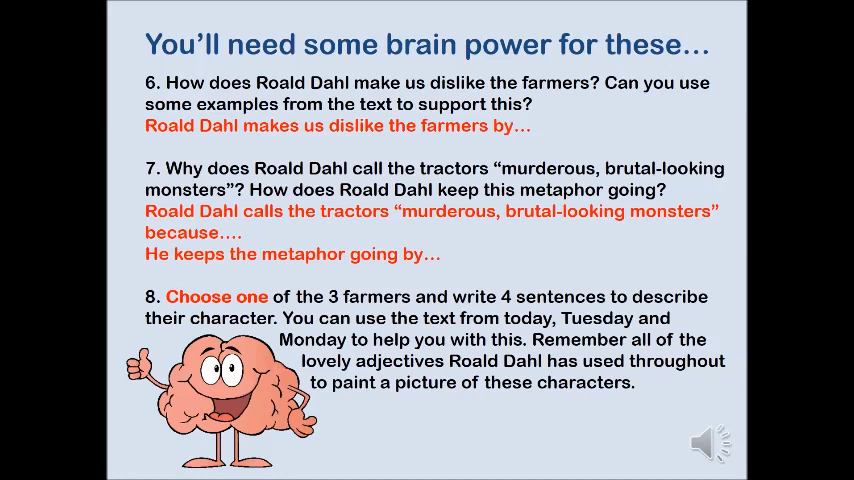 You'll need some brain power for these…
6. How does Roald Dahl make us dislike the farmers? Can you use
some examples from the text to support this?
Roald Dahl makes us dislike the farmers by…
7. Why does Roald Dahl call the tractors “murderous, brutal-looking
monsters”? How does Roald Dahl keep this metaphor going?
Roald Dahl calls the tractors “murderous, brutal-looking monsters”
because….
He keeps the metaphor going by…
8. Choose one of the 3 farmers and write 4 sentences to describe
their character. You can use the text from today, Tuesday and
Monday to help you with this. Remember all of the
lovely adjectives Roald Dahl has used throughout
to paint a picture of these characters.